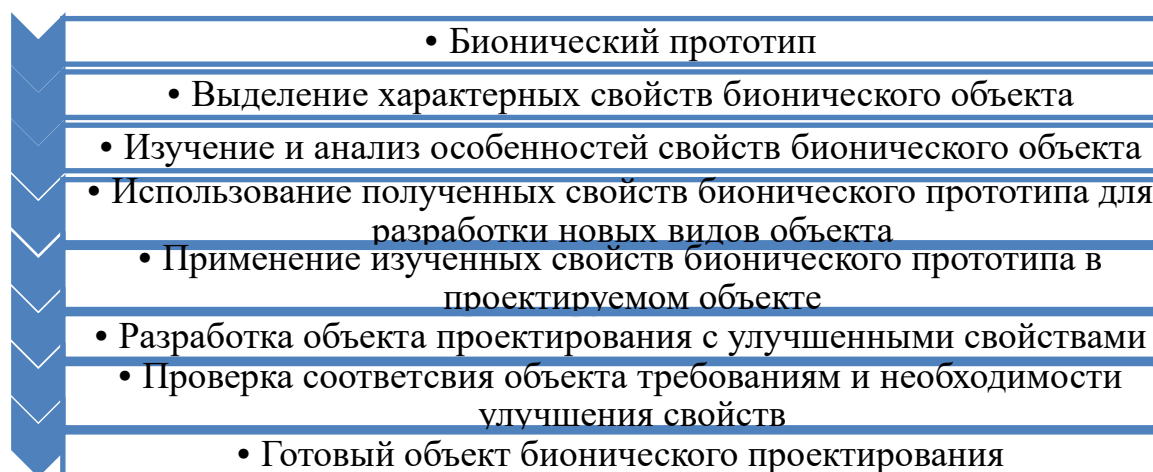 • Бионический прототип
• Выделение характерных свойств бионического объекта
• Изучение и анализ особенностей свойств бионического объекта
• Использование полученных свойств бионического прототипа для
разработки новых видов объекта
• Применение изученных свойств бионического прототипа в
проектируемом объекте
• Разработка объекта проектирования с улучшенными свойствами
• Проверка соответсвия объекта требованиям и необходимости
улучшения свойств
• Готовый объект бионического проектирования